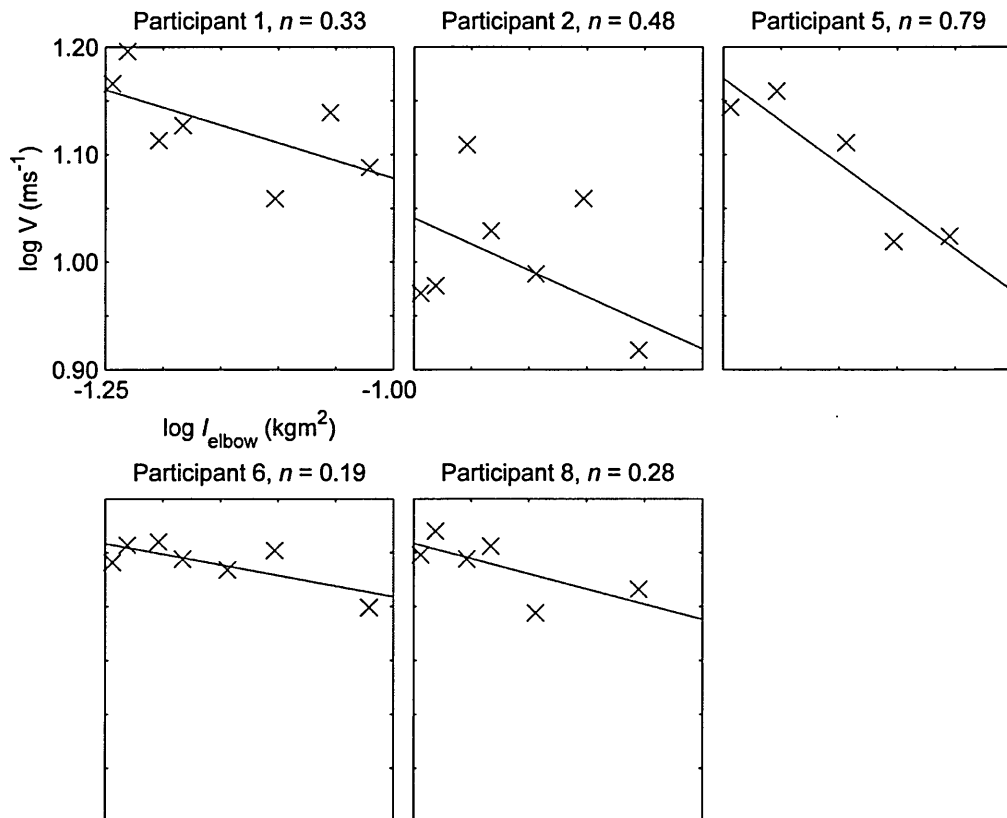 Participant 1, n = 0.33
Participant 2, n = 0.48
Participant 5, n = 0.79
1.20
1.10
1.00
0.90
log V (ms⁻¹)
-1.25
-1.00
log I_elbow (kgm²)
Participant 6, n = 0.19
Participant 8, n = 0.28